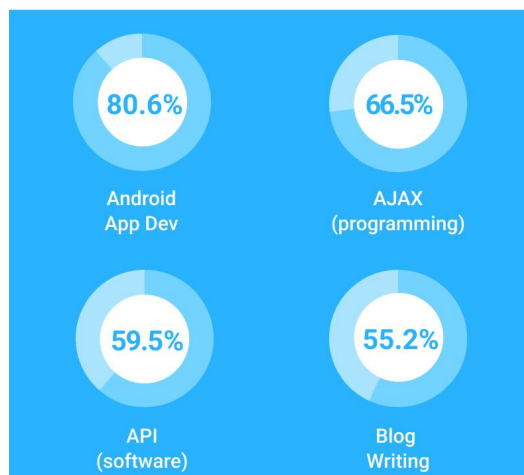 80.6%
Android
App Dev
66.5%
AJAX
(programming)
59.5%
API
(software)
55.2%
Blog
Writing